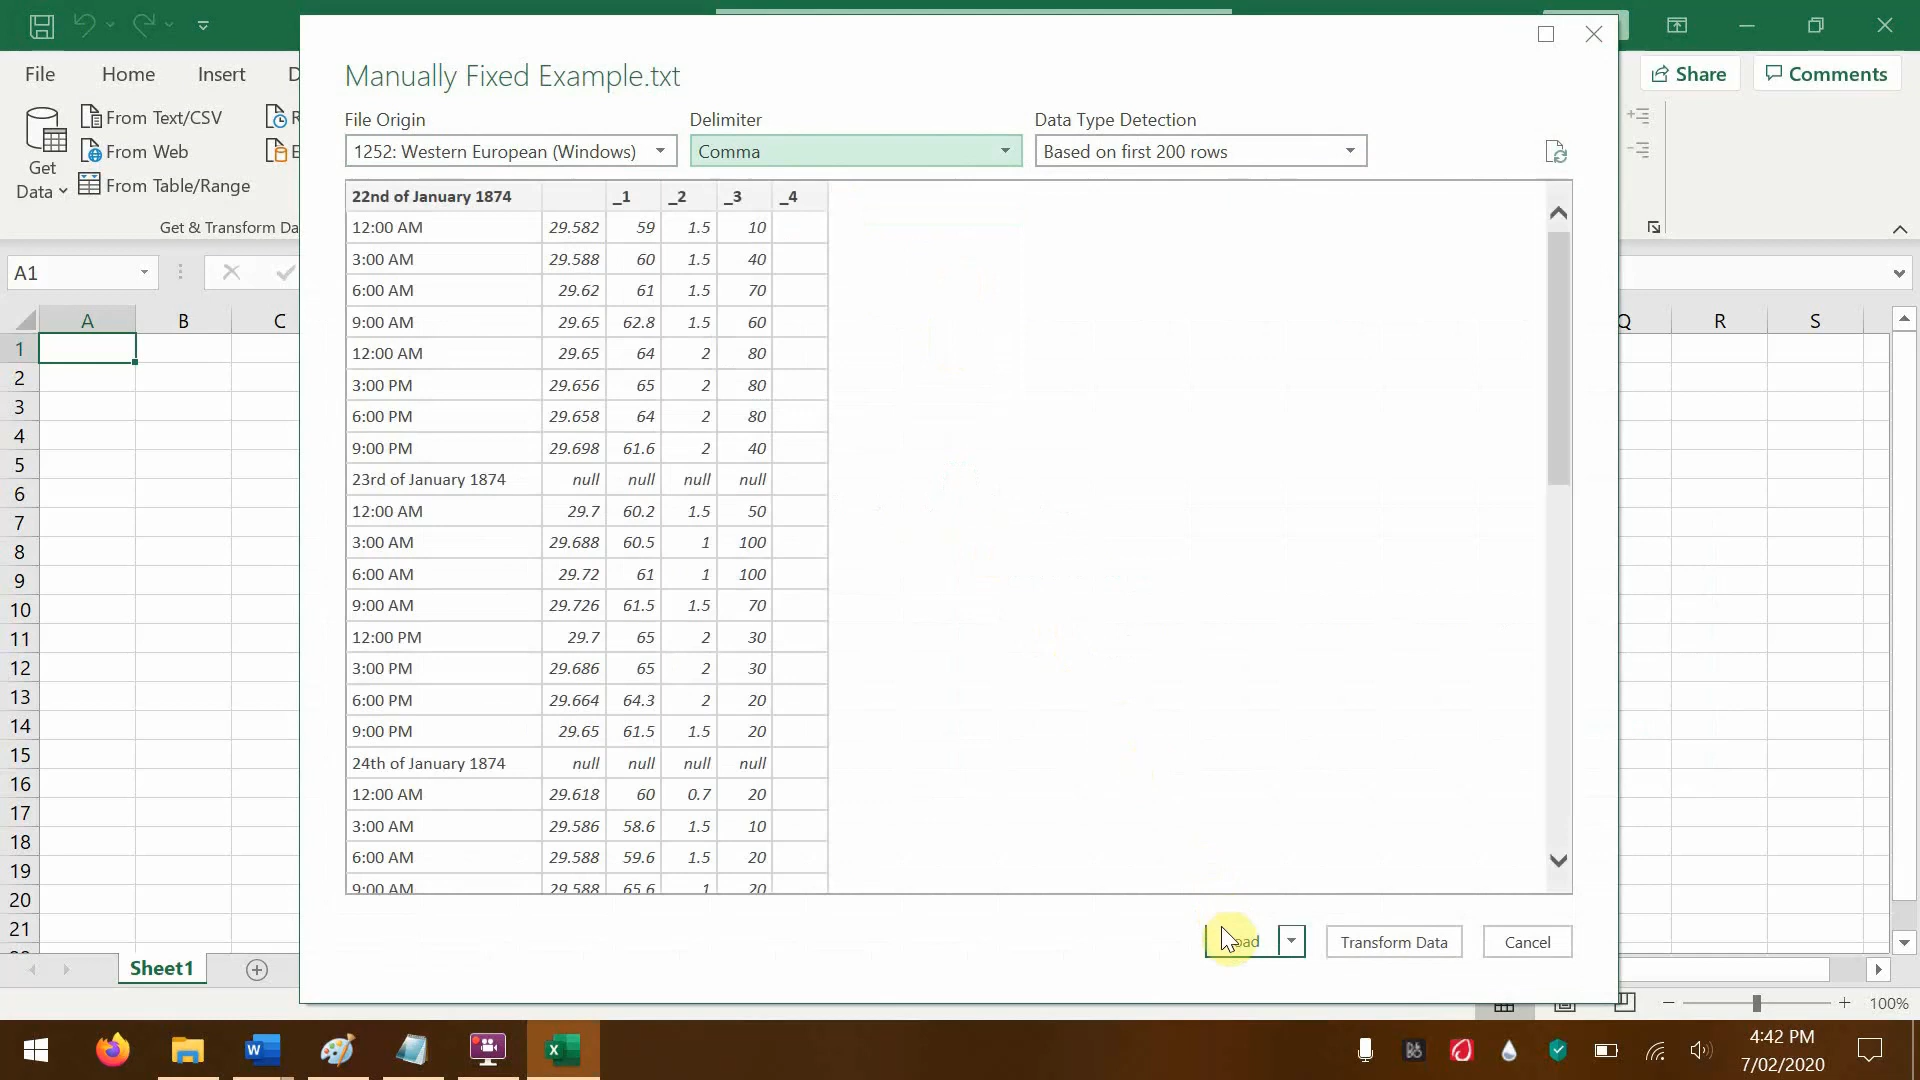 File Home Insert D
Share Comments
Get Data
From Text/CSV
From Web
From Table/Range
R
E
Get & Transform Da
A1
A B C Q R S
1
2
3
4
5
6
7
8
9
10
11
12
13
14
15
16
17
18
19
20
21
Manually Fixed Example.txt
File Origin Delimiter Data Type Detection
1252: Western European (Windows) Comma Based on first 200 rows
22nd of January 1874 _1 _2 _3 _4
12:00 AM 29.582 59 1.5 10
3:00 AM 29.588 60 1.5 40
6:00 AM 29.62 61 1.5 70
9:00 AM 29.65 62.8 1.5 60
12:00 AM 29.65 64 2 80
3:00 PM 29.656 65 2 80
6:00 PM 29.658 64 2 80
9:00 PM 29.698 61.6 2 40
23rd of January 1874 null null null null
12:00 AM 29.7 60.2 1.5 50
3:00 AM 29.688 60.5 1 100
6:00 AM 29.72 61 1 100
9:00 AM 29.726 61.5 1.5 70
12:00 PM 29.7 65 2 30
3:00 PM 29.686 65 2 30
6:00 PM 29.664 64.3 2 20
9:00 PM 29.65 61.5 1.5 20
24th of January 1874 null null null null
12:00 AM 29.618 60 0.7 20
3:00 AM 29.586 58.6 1.5 10
6:00 AM 29.588 59.6 1.5 20
9:00 AM 29.588 65.6 1 20
Load Transform Data Cancel
Sheet1
100%
4:42 PM
7/02/2020